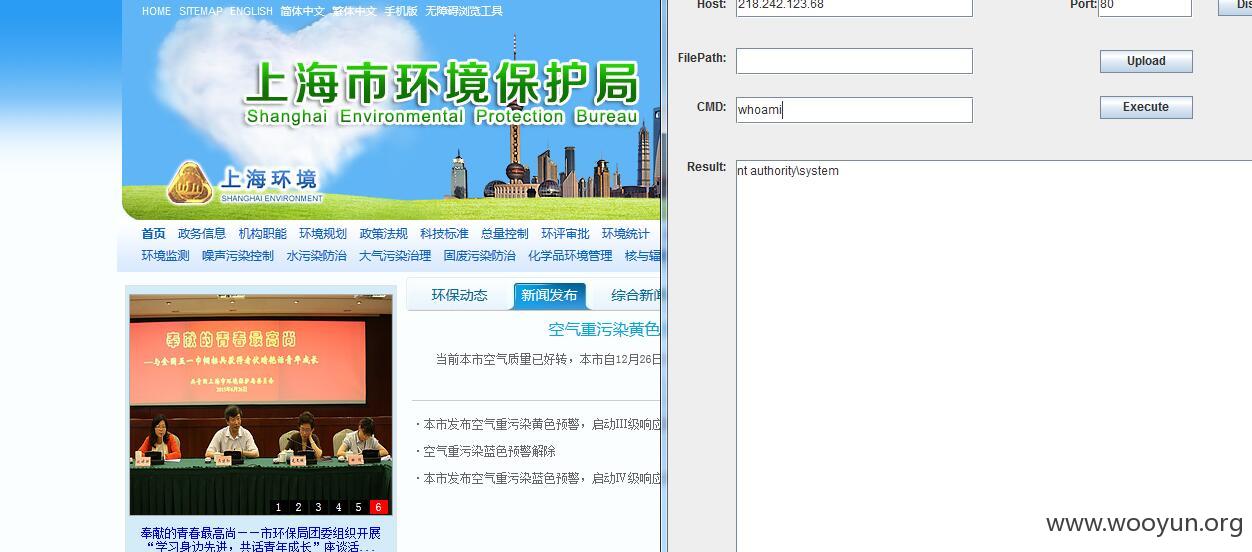 HOME SITEMAP ENGLISH 简体中文 繁体中文 手机版 无障碍浏览工具
上海市环境保护局
Shanghai Environmental Protection Bureau
上海环境
SHANGHAI ENVIRONMENT
首页 政务信息 机构职能 环境规划 政策法规 科技标准 总量控制 环评审批 环境统计
环境监测 噪声污染控制 水污染防治 大气污染治理 固废污染防治 化学品环境管理 核与辐
奉献的青春最高尚
1 2 3 4 5 6
奉献的青春最高尚——市环保局团委组织开展
“学习身边先进，共话青年成长”座谈活...
环保动态 新闻发布 综合新闻
空气重污染黄色
当前本市空气质量已好转，本市自12月26日
·本市发布空气重污染黄色预警，启动III级响应
·空气重污染蓝色预警解除
·本市发布空气重污染蓝色预警，启动IV级响应
Host: 218.242.123.68 Port: 80 Dis
FilePath: Upload
CMD: whoami Execute
Result: nt authority\system
www.wooyun.org